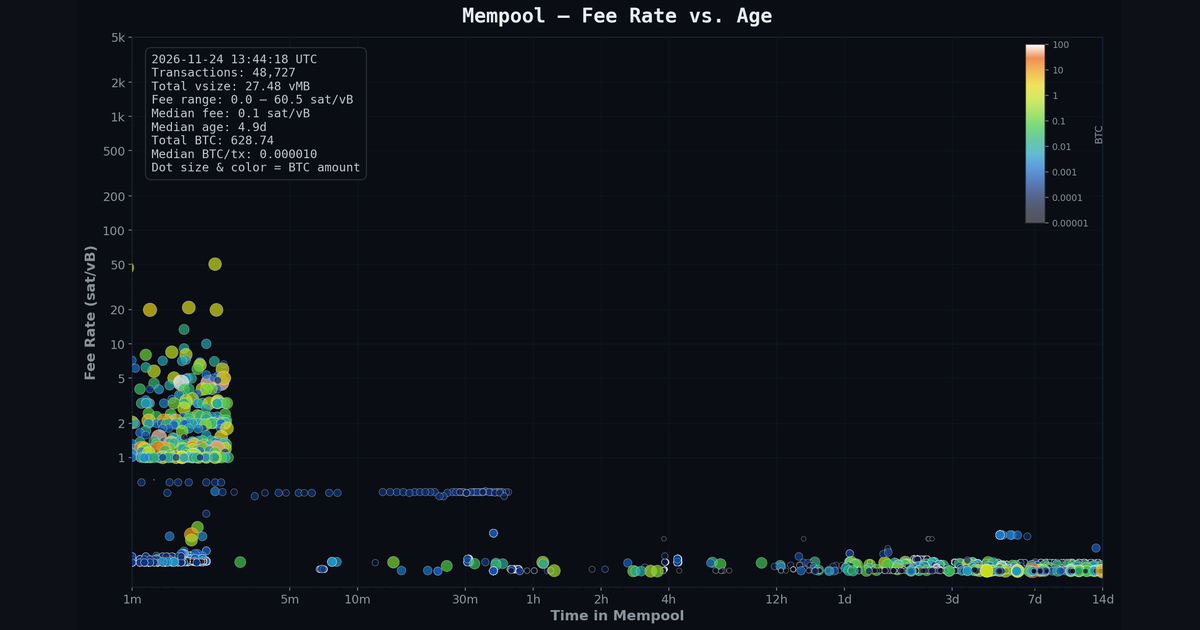 Mempool — Fee Rate vs. Age
2026-11-24 13:44:18 UTC
Transactions: 48,727
Total vsize: 27.48 vMB
Fee range: 0.0 – 60.5 sat/vB
Median fee: 0.1 sat/vB
Median age: 4.9d
Total BTC: 628.74
Median BTC/tx: 0.000010
Dot size & color = BTC amount
Fee Rate (sat/vB)
5k
2k
1k
500
200
100
50
20
10
5
2
1
100
10
1
0.1
0.01
0.001
0.0001
0.00001
BTC
1m 5m 10m 30m 1h 2h 4h 12h 1d 3d 7d 14d
Time in Mempool